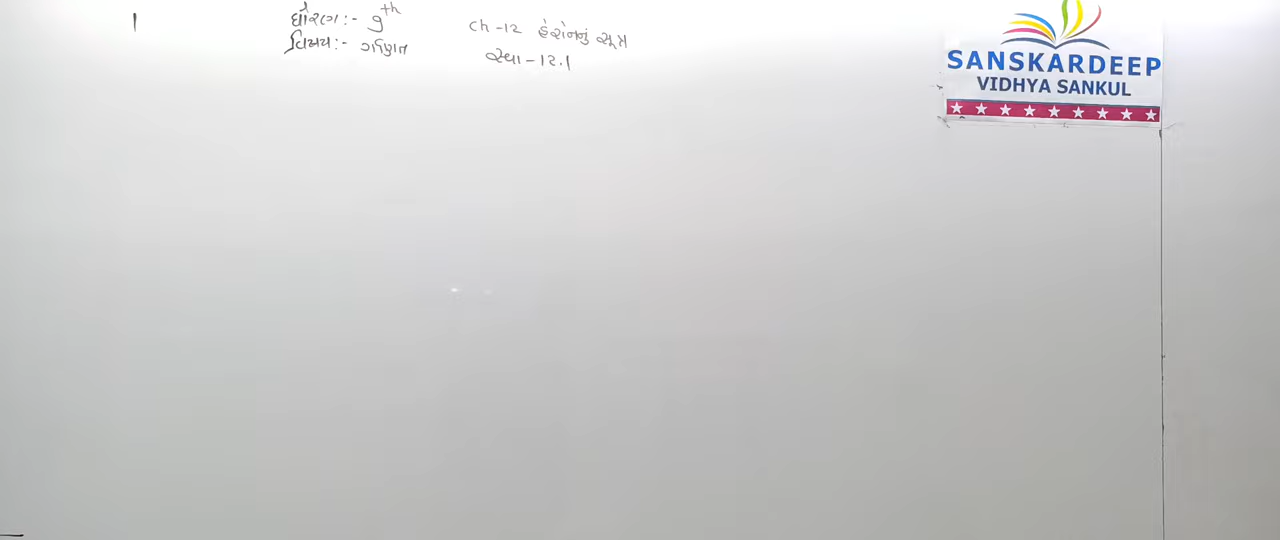 ધોરણ :- 9th
વિષય :- ગણિત
Ch-12 હેરોનનું સૂત્ર
સ્વા-12.1
SANSKARDEEP
VIDHYA SANKUL